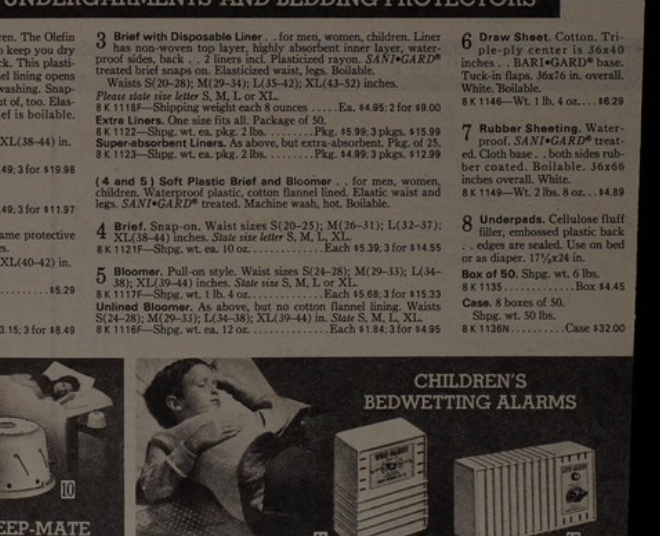 UNDERGARMENTS AND BEDDING PROTECTORS
ren. The Olefin
o keep you dry
ck. This plasti-
nel lining opens
washing. Snap-
ut of, too. Elas-
ief is boilable.
XL(38-44) in.
.49; 3 for $19.98
.49; 3 for $11.97
ame protective
es.
XL(40-42) in.
$5.29
3.15; 3 for $8.49
3 Brief with Disposable Liner . . for men, women, children. Liner
has non-woven top layer, highly absorbent inner layer, water-
proof sides, back . . 2 liners incl. Plasticized rayon. SANI•GARD®
treated brief snaps on. Elasticized waist, legs. Boilable.
Waists S(20-28); M(29-34); L(35-42); XL(43-52) inches.
Please state size letter S, M, L or XL.
8 K 1118F—Shipping weight each 8 ounces .....Ea. $4.95; 2 for $9.00
Extra Liners. One size fits all. Package of 50.
8 K 1122—Shpg. wt. ea. pkg. 2 lbs. .........Pkg. $5.99; 3 pkgs. $15.99
Super-absorbent Liners. As above, but extra-absorbent. Pkg. of 25.
8 K 1123—Shpg. wt. ea. pkg. 2 lbs. .........Pkg. $4.99; 3 pkgs. $12.99
(4 and 5) Soft Plastic Brief and Bloomer . . for men, women,
children. Waterproof plastic, cotton flannel lined. Elastic waist and
legs. SANI•GARD® treated. Machine wash, hot. Boilable.
4 Brief. Snap-on. Waist sizes S(20-25); M(26-31); L(32-37);
XL(38-44) inches. State size letter S, M, L, XL.
8 K 1121F—Shpg. wt. ea. 10 oz. ..............Each $5.39; 3 for $14.55
5 Bloomer. Pull-on style. Waist sizes S(24-28); M(29-33); L(34-
38); XL(39-44) inches. State size S, M, L or XL.
8 K 1117F—Shpg. wt. 1 lb. 4 oz. .............Each $5.68; 3 for $15.33
Unlined Bloomer. As above, but no cotton flannel lining. Waists
S(24-28); M(29-33); L(34-38); XL(39-44) in. State S, M, L, XL.
8 K 1116F—Shpg. wt. ea. 12 oz. ..............Each $1.84; 3 for $4.95
6 Draw Sheet. Cotton. Tri-
ple-ply center is 36x40
inches . . BARI•GARD® base.
Tuck-in flaps. 36x76 in. overall.
White. Boilable.
8 K 1146—Wt. 1 lb. 4 oz. ...$6.29
7 Rubber Sheeting. Water-
proof. SANI•GARD® treat-
ed. Cloth base . . both sides rub-
ber coated. Boilable. 36x66
inches overall. White.
8 K 1149—Wt. 2 lbs. 8 oz. ..$4.89
8 Underpads. Cellulose fluff
filler, embossed plastic back
. . edges are sealed. Use on bed
or as diaper. 17½x24 in.
Box of 50. Shpg. wt. 6 lbs.
8 K 1135...............Box $4.45
Case. 8 boxes of 50.
Shpg. wt. 50 lbs.
8 K 1136N............Case $32.00
CHILDREN'S
BEDWETTING ALARMS
10
EEP-MATE